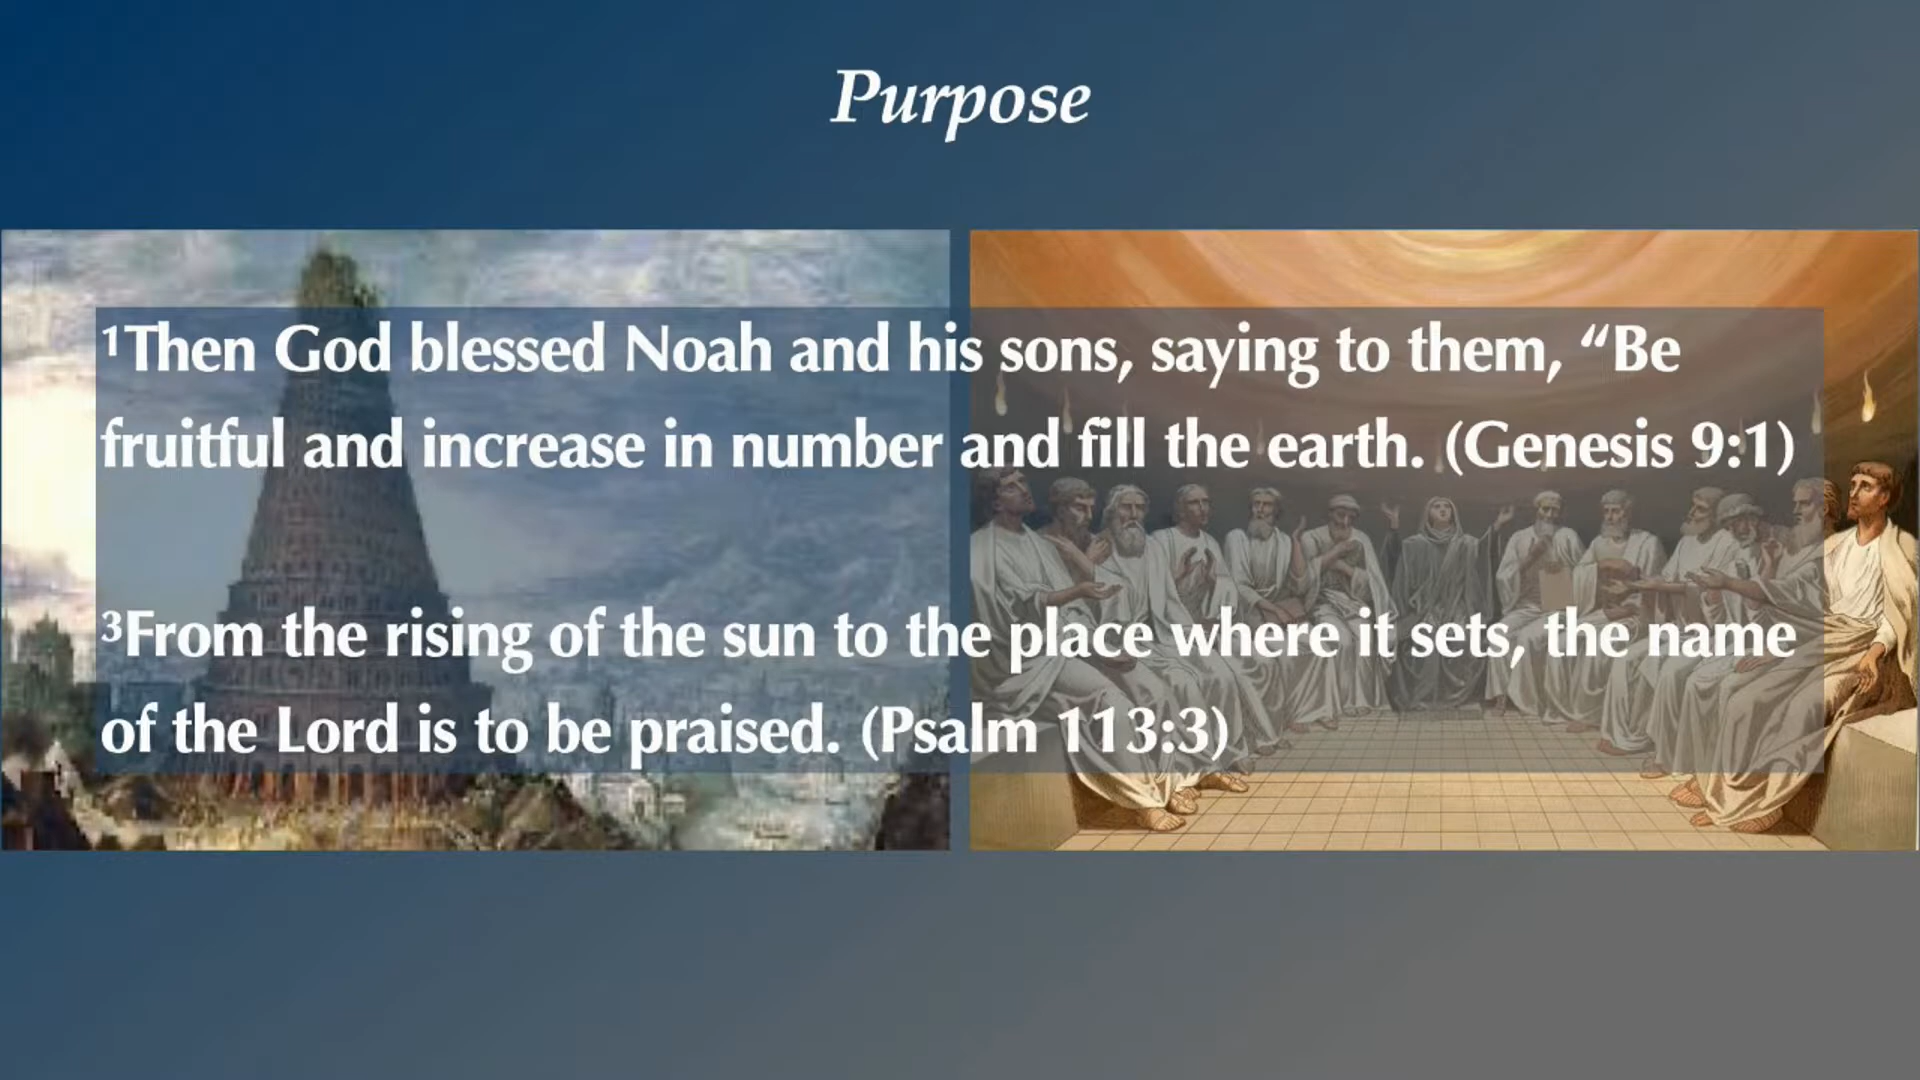 Purpose
¹Then God blessed Noah and his sons, saying to them, “Be
fruitful and increase in number and fill the earth. (Genesis 9:1)
³From the rising of the sun to the place where it sets, the name
of the Lord is to be praised. (Psalm 113:3)